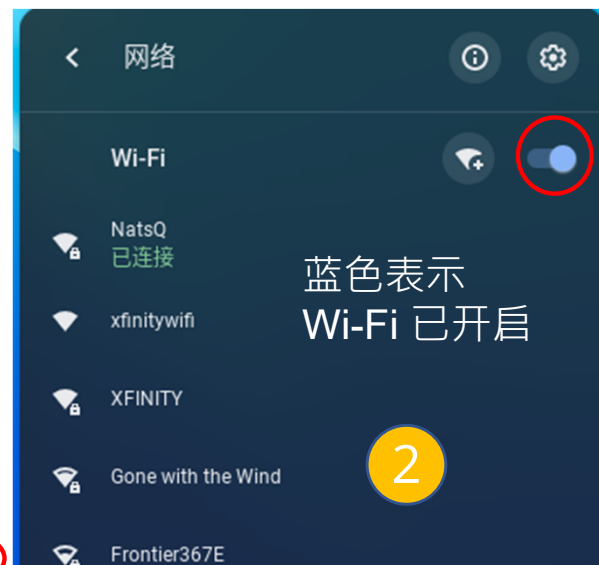 网络
Wi-Fi
NatsQ
已连接
蓝色表示
Wi-Fi 已开启
xfinitywifi
XFINITY
2
Gone with the Wind
Frontier367E